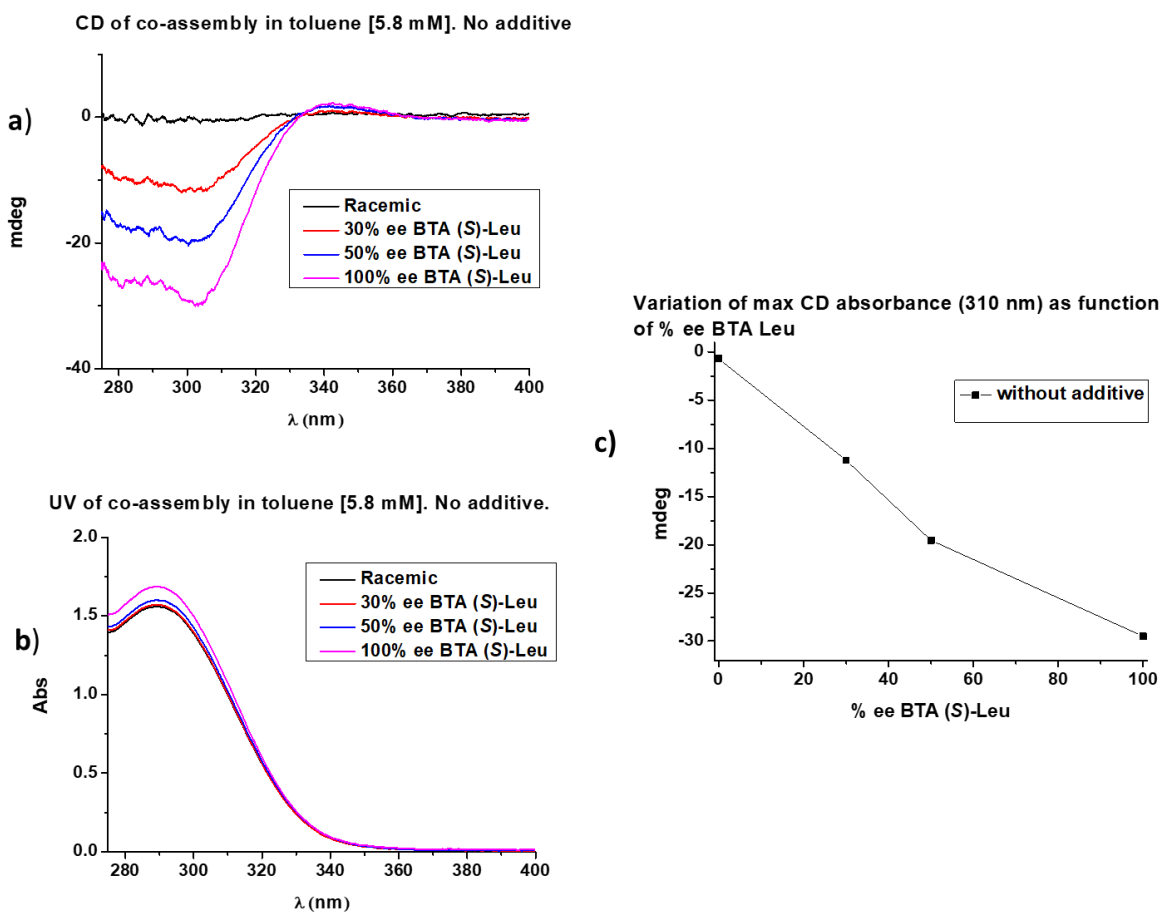 CD of co-assembly in toluene [5.8 mM]. No additive
a)
0
-20
-40
mdeg
280 300 320 340 360 380 400
λ (nm)
Racemic
30% ee BTA (S)-Leu
50% ee BTA (S)-Leu
100% ee BTA (S)-Leu
UV of co-assembly in toluene [5.8 mM]. No additive.
b)
2.0
1.5
1.0
0.5
0.0
Abs
280 300 320 340 360 380 400
λ (nm)
Racemic
30% ee BTA (S)-Leu
50% ee BTA (S)-Leu
100% ee BTA (S)-Leu
Variation of max CD absorbance (310 nm) as function
of % ee BTA Leu
c)
0
-5
-10
-15
-20
-25
-30
mdeg
0 20 40 60 80 100
% ee BTA (S)-Leu
without additive